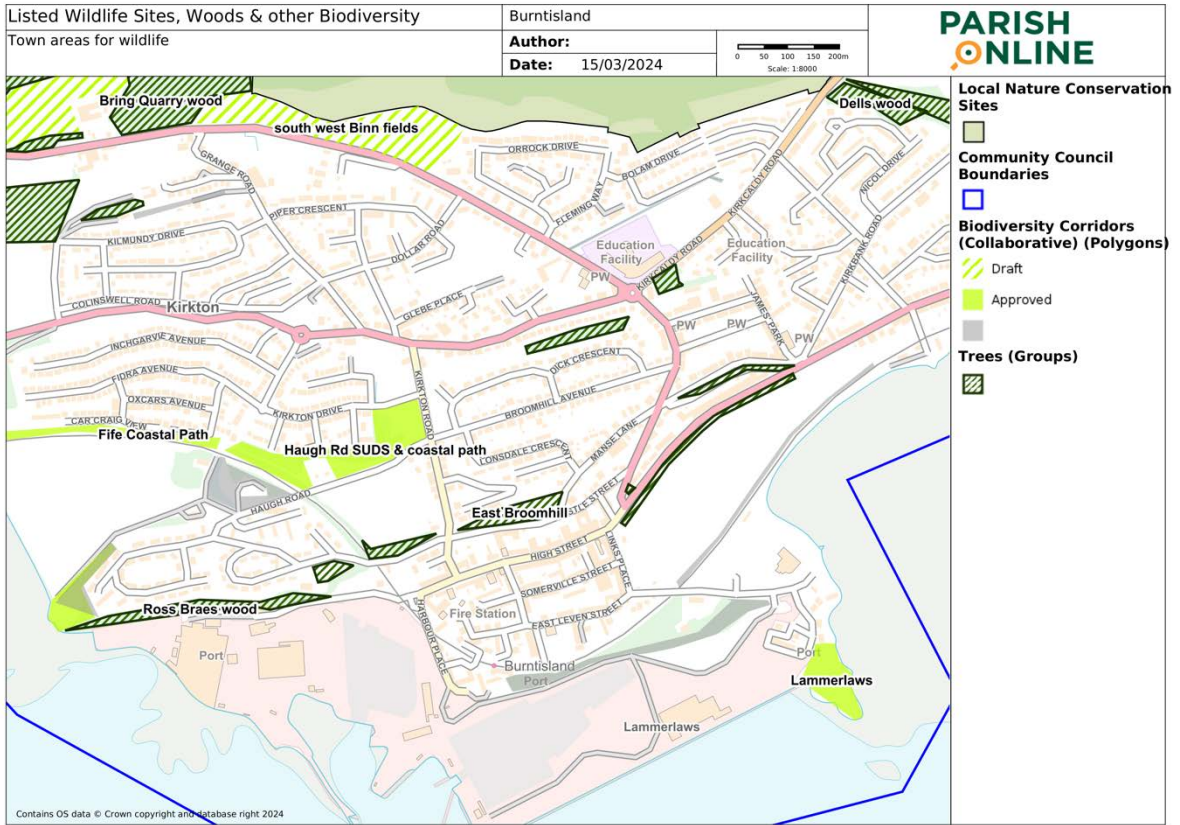 Listed Wildlife Sites, Woods & other Biodiversity
Town areas for wildlife
Burntisland
Author:
Date: 15/03/2024
0 50 100 150 200m
Scale: 1:8000
PARISH
ONLINE
Local Nature Conservation
Sites
Community Council
Boundaries
Biodiversity Corridors
(Collaborative) (Polygons)
Draft
Approved
Trees (Groups)
Bring Quarry wood
Dells wood
south west Binn fields
ORROCK DRIVE
BOLAM DRIVE
GRANGE ROAD
KIRKCALDY ROAD
NICOL DRIVE
FLEMING WAY
PIPER CRESCENT
KILMUNDY DRIVE
DOLLAR ROAD
Education
Facility
Education
Facility
KIRKCALDY ROAD
KIRKBANK ROAD
PW
COLINSWELL ROAD
Kirkton
GLEBE PLACE
JAMES PARK
PW
PW
PW
INCHGARVIE AVENUE
DICK CRESCENT
FIDRA AVENUE
KIRKTON ROAD
BROOMHILL AVENUE
OXCARS AVENUE
KIRKTON DRIVE
CAR CRAIG VIEW
Fife Coastal Path
MANSE LANE
Haugh Rd SUDS & coastal path
LONSDALE CRESCENT
HAUGH ROAD
East Broomhill
STLE STREET
HIGH STREET
LINKS PLACE
SOMERVILLE STREET
Ross Braes wood
EAST LEVEN STREET
Fire Station
HARBOUR PLACE
Port
Burntisland
Port
Port
Lammerlaws
Lammerlaws
Contains OS data © Crown copyright and database right 2024